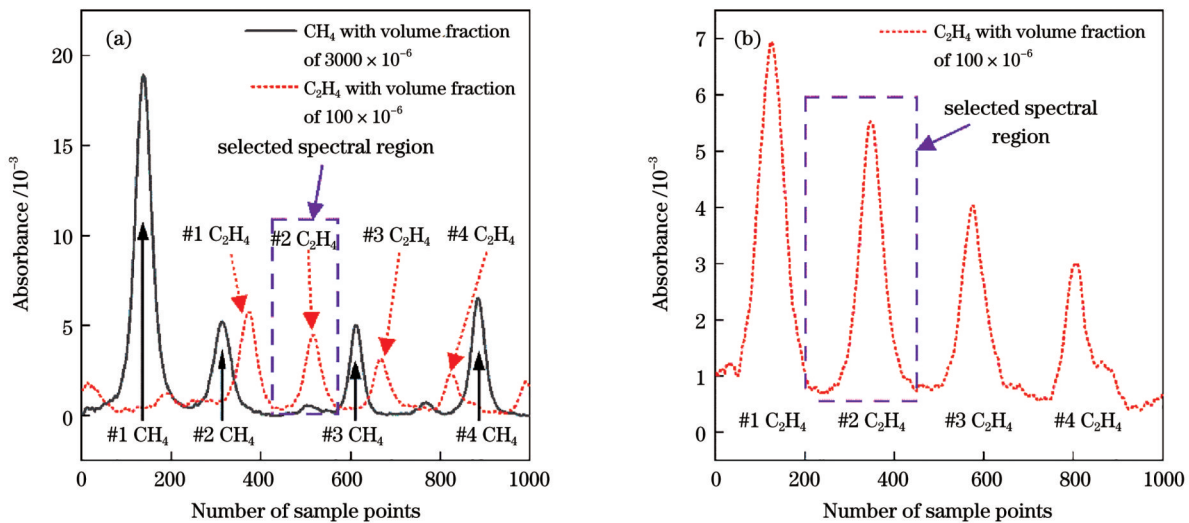 (a)
CH₄ with volume fraction
of 3000 × 10⁻⁶
C₂H₄ with volume fraction
of 100 × 10⁻⁶
selected spectral region
#1 C₂H₄
#2 C₂H₄
#3 C₂H₄
#4 C₂H₄
#1 CH₄
#2 CH₄
#3 CH₄
#4 CH₄
Absorbance /10⁻³
20
15
10
5
0
0 200 400 600 800 1000
Number of sample points
(b)
C₂H₄ with volume fraction
of 100 × 10⁻⁶
selected spectral
region
#1 C₂H₄
#2 C₂H₄
#3 C₂H₄
#4 C₂H₄
Absorbance /10⁻³
7
6
5
4
3
2
1
0
0 200 400 600 800 1000
Number of sample points